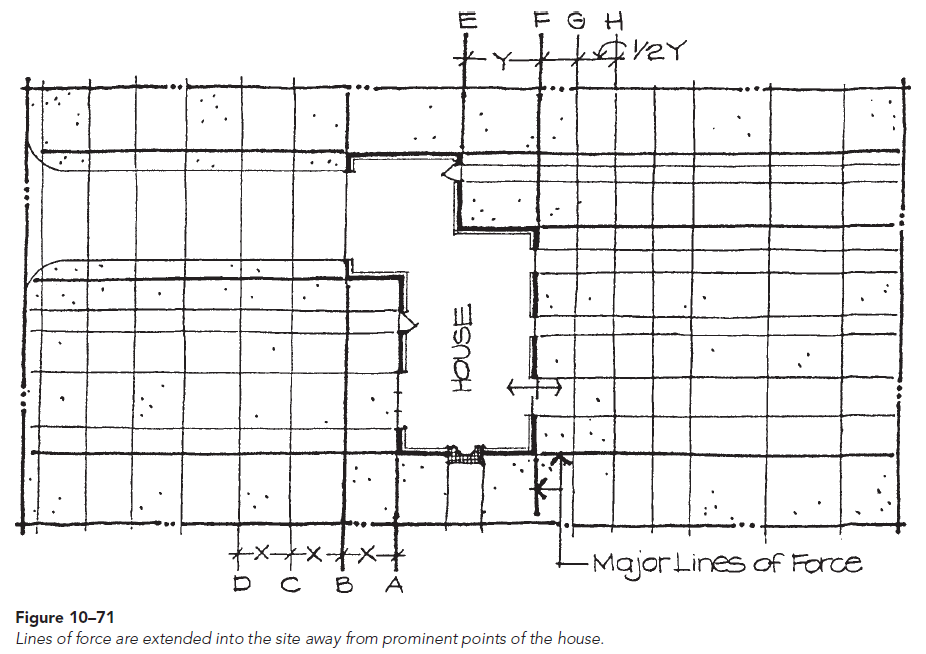 E F G H
Y 1/2Y
HOUSE
X X X
D C B A
Major Lines of Force
Figure 10–71
Lines of force are extended into the site away from prominent points of the house.